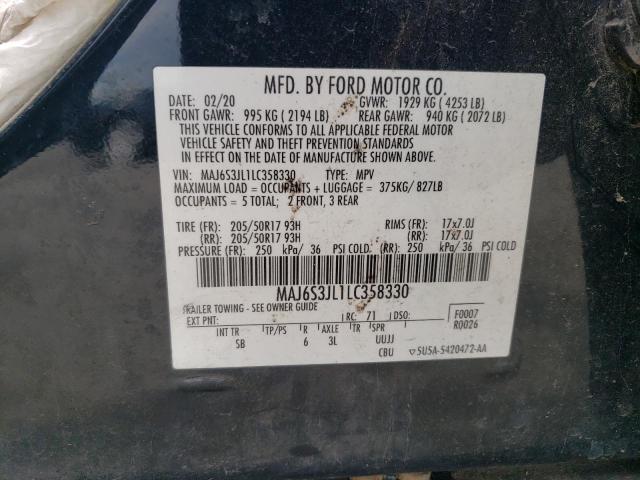 MFD. BY FORD MOTOR CO.
DATE: 02/20 GVWR: 1929 KG ( 4253 LB)
FRONT GAWR: 995 KG ( 2194 LB) REAR GAWR: 940 KG ( 2072 LB)
THIS VEHICLE CONFORMS TO ALL APPLICABLE FEDERAL MOTOR
VEHICLE SAFETY AND THEFT PREVENTION STANDARDS
IN EFFECT ON THE DATE OF MANUFACTURE SHOWN ABOVE.
VIN: MAJ6S3JL1LC358330 TYPE: MPV
MAXIMUM LOAD = OCCUPANTS + LUGGAGE = 375KG/ 827LB
OCCUPANTS = 5 TOTAL; 2 FRONT, 3 REAR
TIRE (FR): 205/50R17 93H RIMS (FR): 17x7.0J
(RR): 205/50R17 93H (RR): 17x7.0J
PRESSURE (FR): 250 kPa/ 36 PSI COLD (RR): 250 kPa/ 36 PSI COLD
MAJ6S3JL1LC358330
TRAILER TOWING - SEE OWNER GUIDE
EXT PNT: RC: 71 DSO: F0007
R0026
INT TR TP/PS R AXLE TR SPR
SB 6 3L UUJJ
CBU 5U5A-5420472-AA